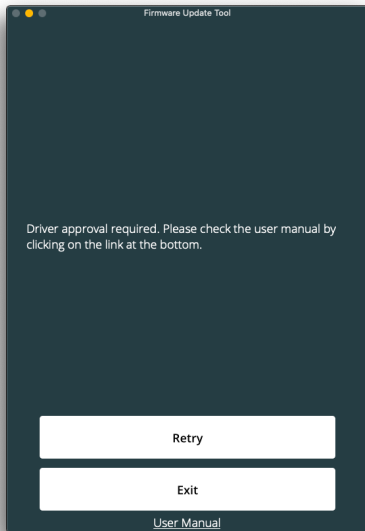 Firmware Update Tool
Driver approval required. Please check the user manual by
clicking on the link at the bottom.
Retry
Exit
User Manual